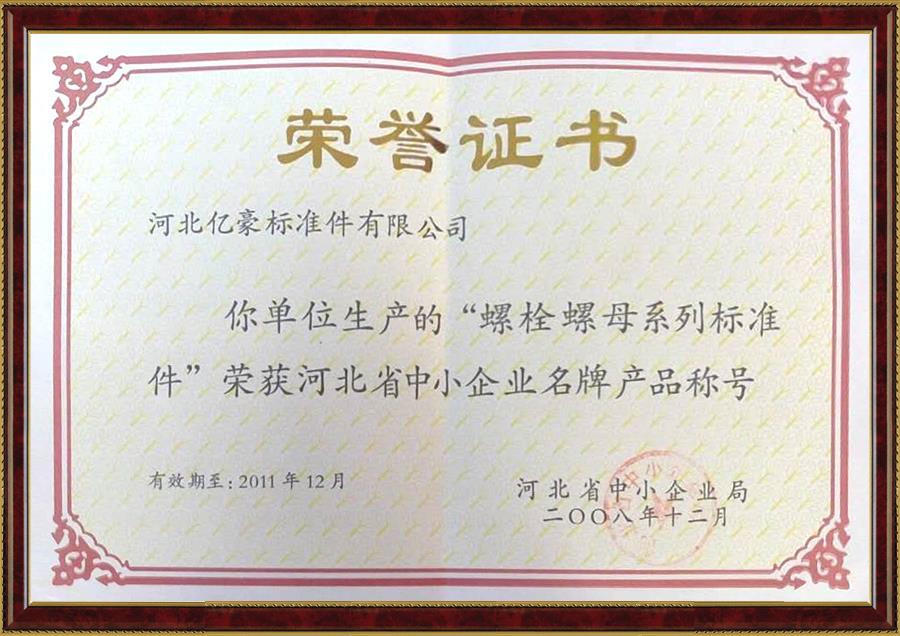 荣誉证书
河北亿豪标准件有限公司
你单位生产的“螺栓螺母系列标准
件”荣获河北省中小企业名牌产品称号
有效期至：2011年12月
河北省中小企业局
二〇〇八年十二月